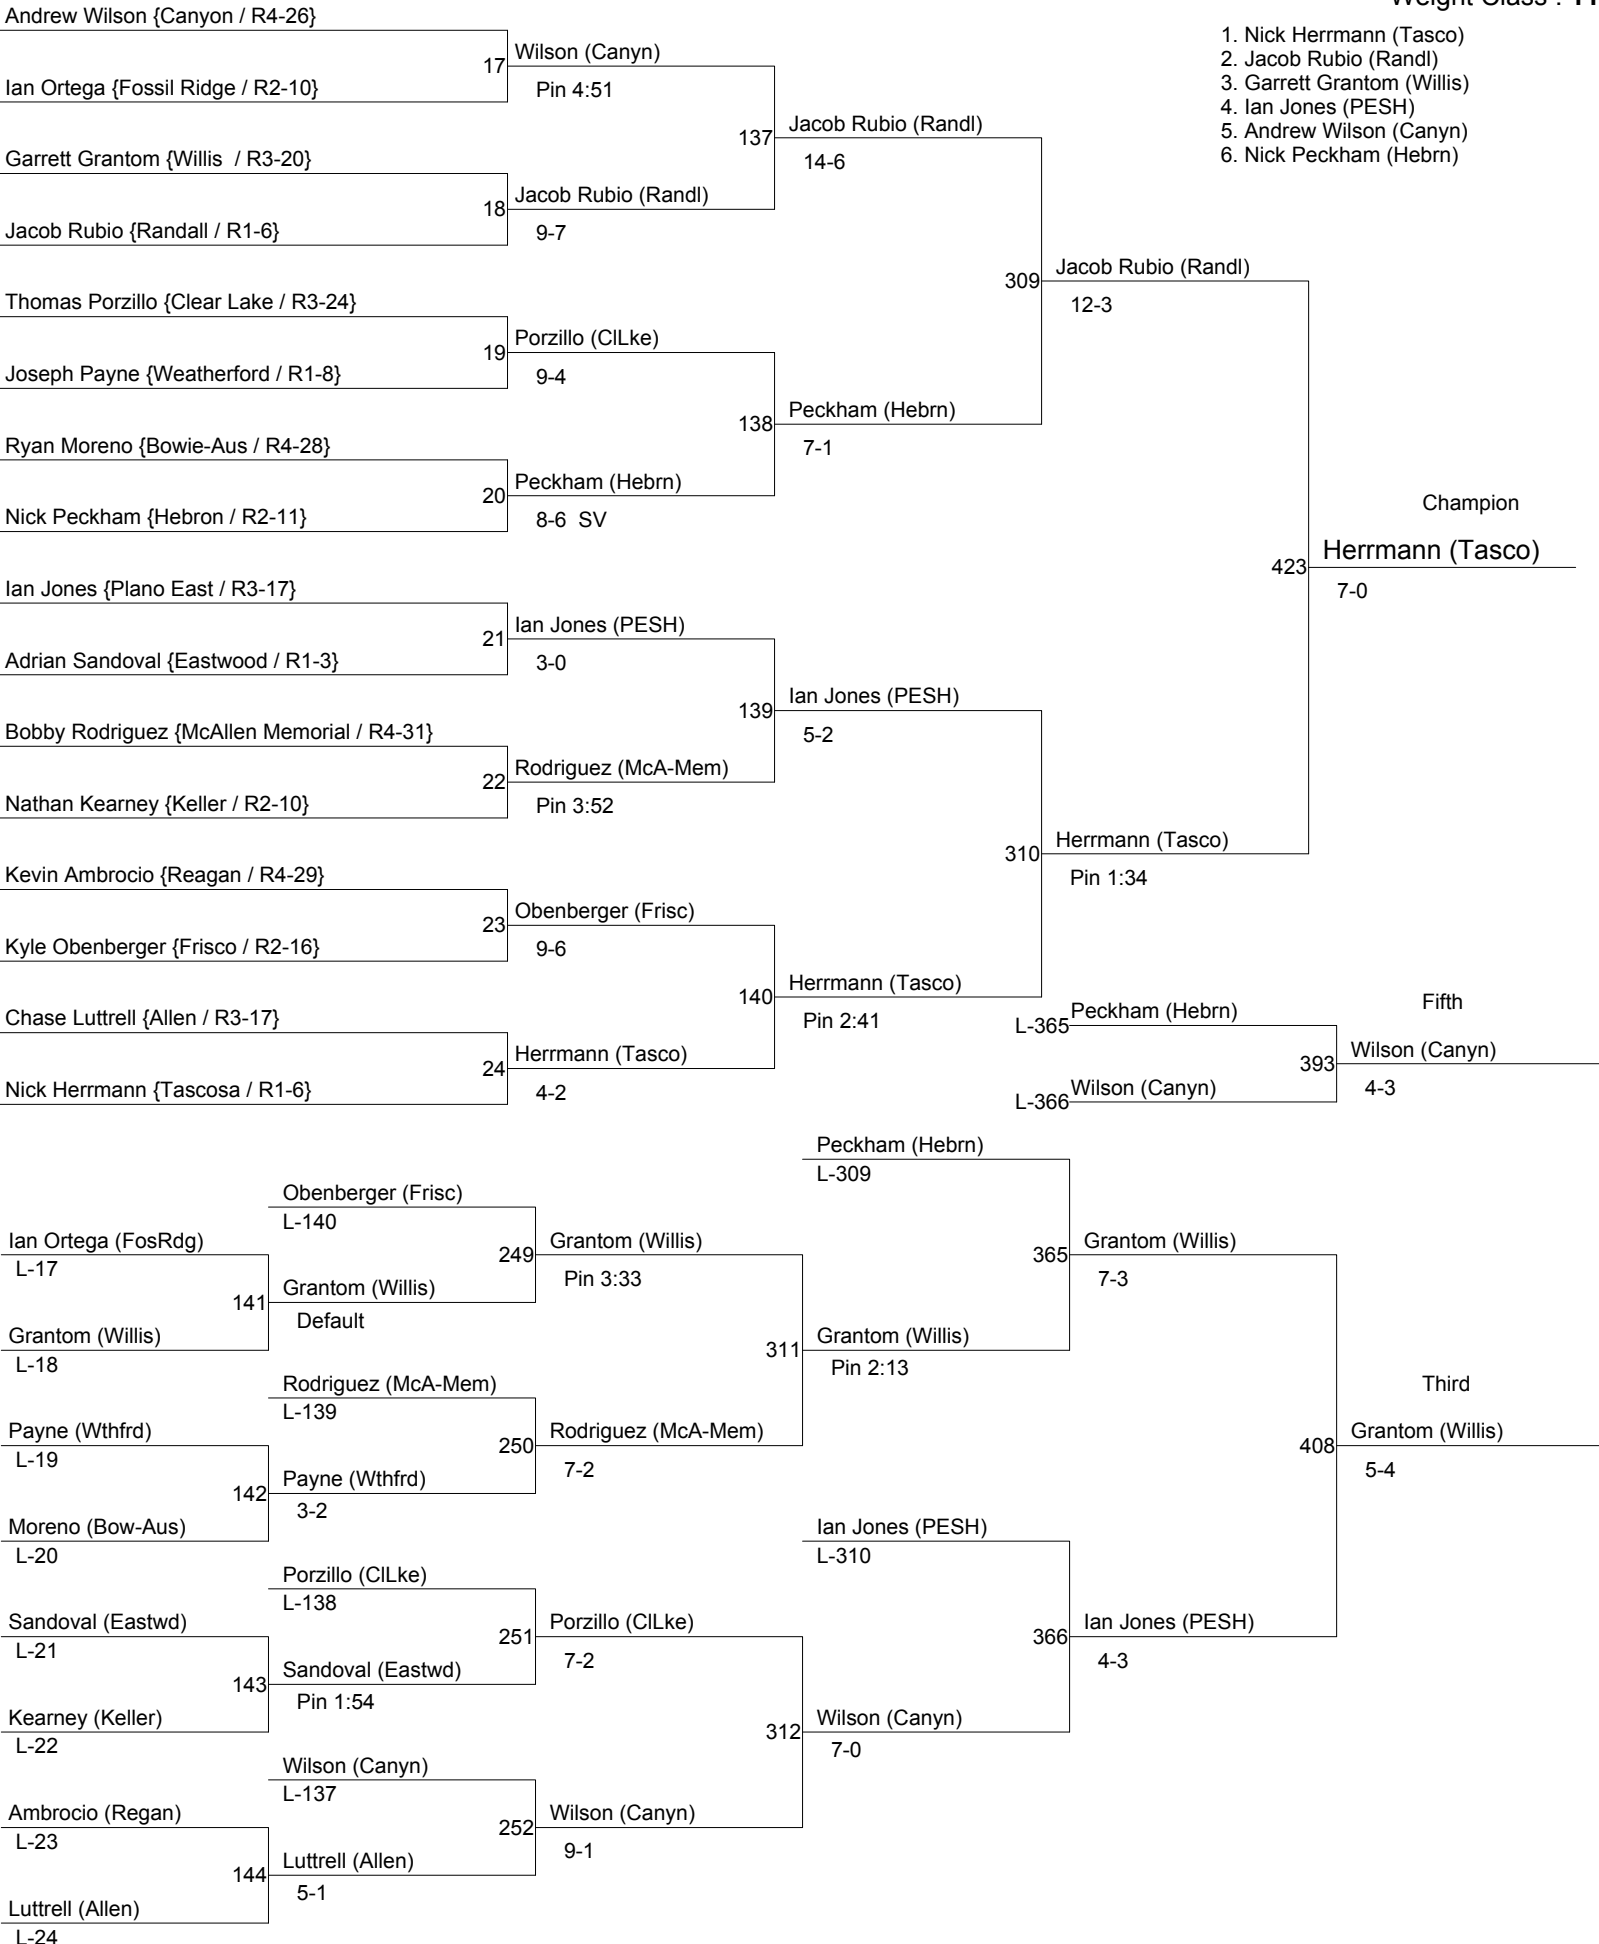 Weight Class :
1. Nick Herrmann (Tasco)
2. Jacob Rubio (Randl)
3. Garrett Grantom (Willis)
4. Ian Jones (PESH)
5. Andrew Wilson (Canyn)
6. Nick Peckham (Hebrn)
Andrew Wilson {Canyon / R4-26}
Ian Ortega {Fossil Ridge / R2-10}
Garrett Grantom {Willis / R3-20}
Jacob Rubio {Randall / R1-6}
Thomas Porzillo {Clear Lake / R3-24}
Joseph Payne {Weatherford / R1-8}
Ryan Moreno {Bowie-Aus / R4-28}
Nick Peckham {Hebron / R2-11}
Ian Jones {Plano East / R3-17}
Adrian Sandoval {Eastwood / R1-3}
Bobby Rodriguez {McAllen Memorial / R4-31}
Nathan Kearney {Keller / R2-10}
Kevin Ambrocio {Reagan / R4-29}
Kyle Obenberger {Frisco / R2-16}
Chase Luttrell {Allen / R3-17}
Nick Herrmann {Tascosa / R1-6}
17 Wilson (Canyn)
Pin 4:51
18 Jacob Rubio (Randl)
9-7
19 Porzillo (ClLke)
9-4
20 Peckham (Hebrn)
8-6 SV
21 Ian Jones (PESH)
3-0
22 Rodriguez (McA-Mem)
Pin 3:52
23 Obenberger (Frisc)
9-6
24 Herrmann (Tasco)
4-2
137 Jacob Rubio (Randl)
14-6
138 Peckham (Hebrn)
7-1
139 Ian Jones (PESH)
5-2
140 Herrmann (Tasco)
Pin 2:41
309 Jacob Rubio (Randl)
12-3
310 Herrmann (Tasco)
Pin 1:34
Champion
423 Herrmann (Tasco)
7-0
Fifth
L-365 Peckham (Hebrn)
L-366 Wilson (Canyn)
393 Wilson (Canyn)
4-3
Ian Ortega (FosRdg)
L-17
Grantom (Willis)
L-18
Payne (Wthfrd)
L-19
Moreno (Bow-Aus)
L-20
Sandoval (Eastwd)
L-21
Kearney (Keller)
L-22
Ambrocio (Regan)
L-23
Luttrell (Allen)
L-24
Obenberger (Frisc)
L-140
141 Grantom (Willis)
Default
Rodriguez (McA-Mem)
L-139
142 Payne (Wthfrd)
3-2
Porzillo (ClLke)
L-138
143 Sandoval (Eastwd)
Pin 1:54
Wilson (Canyn)
L-137
144 Luttrell (Allen)
5-1
249 Grantom (Willis)
Pin 3:33
250 Rodriguez (McA-Mem)
7-2
251 Porzillo (ClLke)
7-2
252 Wilson (Canyn)
9-1
Peckham (Hebrn)
L-309
311 Grantom (Willis)
Pin 2:13
Ian Jones (PESH)
L-310
312 Wilson (Canyn)
7-0
365 Grantom (Willis)
7-3
366 Ian Jones (PESH)
4-3
Third
408 Grantom (Willis)
5-4